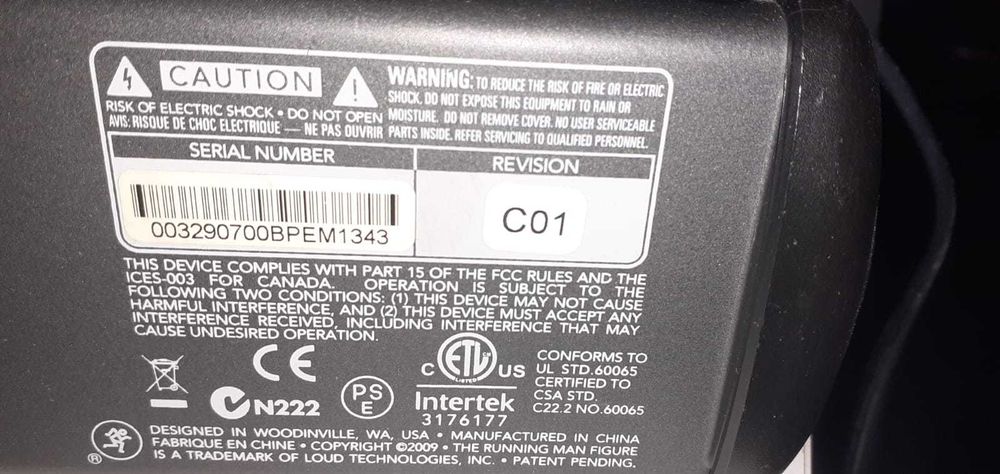 CAUTION
RISK OF ELECTRIC SHOCK • DO NOT OPEN
AVIS: RISQUE DE CHOC ELECTRIQUE — NE PAS OUVRIR
WARNING: TO REDUCE THE RISK OF FIRE OR ELECTRIC
SHOCK, DO NOT EXPOSE THIS EQUIPMENT TO RAIN OR
MOISTURE. DO NOT REMOVE COVER. NO USER SERVICEABLE
PARTS INSIDE. REFER SERVICING TO QUALIFIED PERSONNEL.
SERIAL NUMBER
003290700BPEM1343
REVISION
C01
THIS DEVICE COMPLIES WITH PART 15 OF THE FCC RULES AND THE
ICES-003 FOR CANADA. OPERATION IS SUBJECT TO THE
FOLLOWING TWO CONDITIONS: (1) THIS DEVICE MAY NOT CAUSE
HARMFUL INTERFERENCE, AND (2) THIS DEVICE MUST ACCEPT ANY
INTERFERENCE RECEIVED, INCLUDING INTERFERENCE THAT MAY
CAUSE UNDESIRED OPERATION.
CE
N222
PS
E
C ETL US
LISTED
Intertek
3176177
CONFORMS TO
UL STD.60065
CERTIFIED TO
CSA STD.
C22.2 NO.60065
DESIGNED IN WOODINVILLE, WA, USA • MANUFACTURED IN CHINA
FABRIQUE EN CHINE • COPYRIGHT ©2009 • THE RUNNING MAN FIGURE
IS A TRADEMARK OF LOUD TECHNOLOGIES, INC. • PATENT PENDING.
®